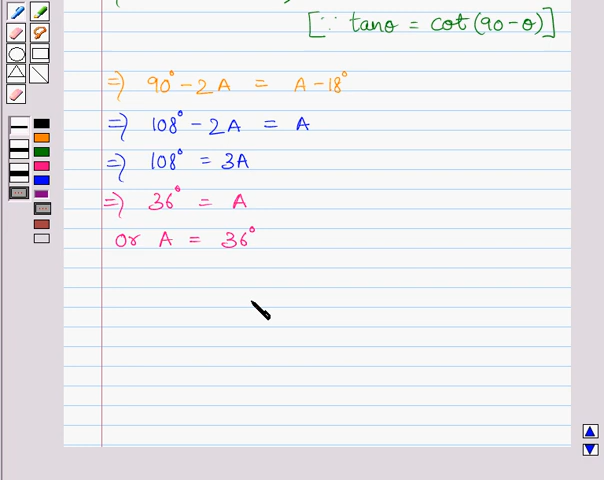 [∵ tanθ = cot(90-θ)]
⇒ 90° - 2A = A - 18°
⇒ 108° - 2A = A
⇒ 108° = 3A
⇒ 36° = A
or A = 36°